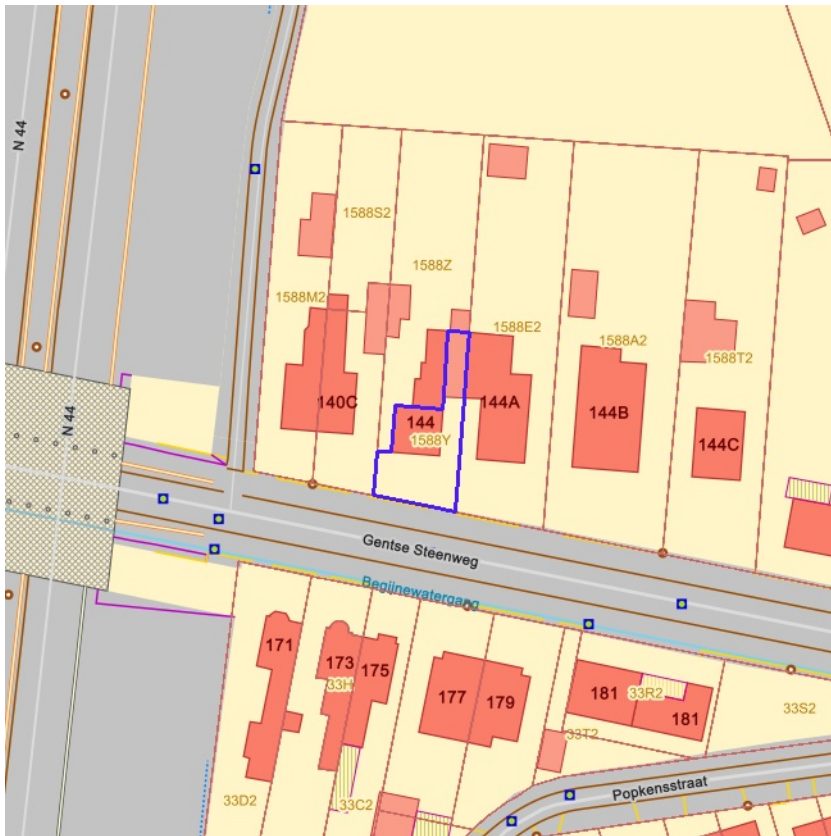 N 44
1588S2
1588Z
1588M2
1588E2
1588A2
1588T2
140C
144
144A
144B
144C
1588Y
N 44
Gentse Steenweg
Begijnewatergang
171
173
175
33H
177
179
181
33R2
181
33S2
33T2
33D2
33C2
Popkensstraat